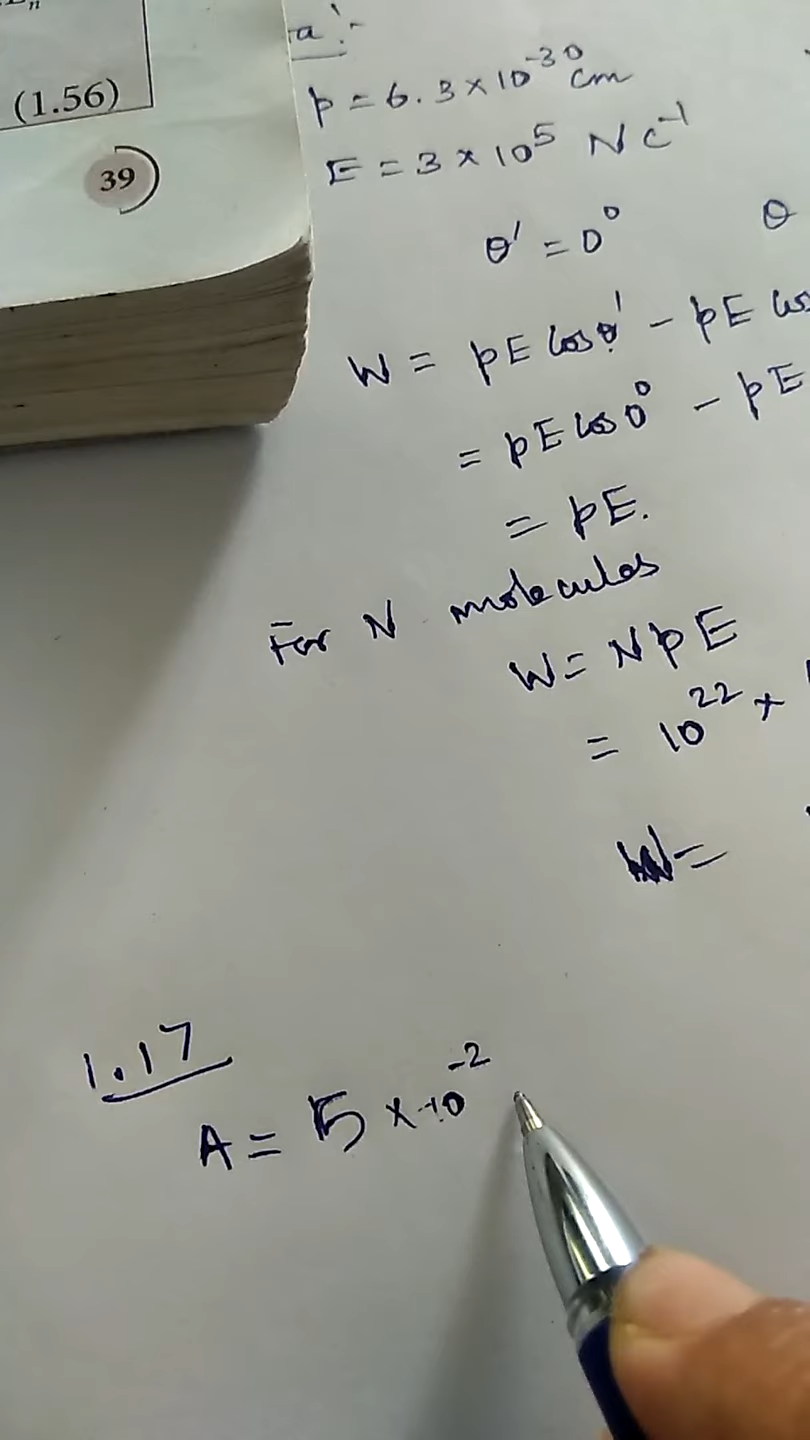 n
(1.56)
39
a:-
p = 6.3 × 10⁻³⁰ cm
E = 3 × 10⁵ N C⁻¹
θ' = 0° θ
W = pE cos θ' - pE cos
= pE cos 0° - pE
= pE.
For N molecules
W = NpE
= 10²² ×
W =
1.17
A = 5 × 10⁻²